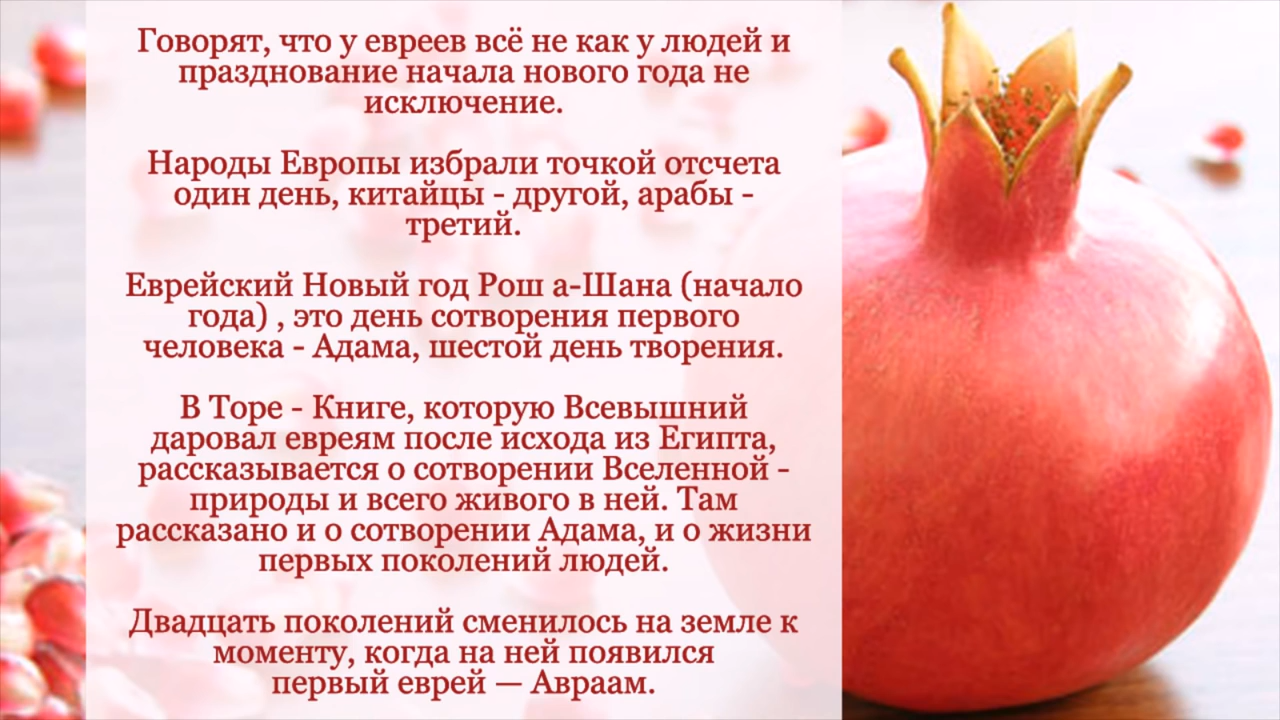 Говорят, что у евреев всё не как у людей и
празднование начала нового года не
исключение.
Народы Европы избрали точкой отсчета
один день, китайцы - другой, арабы -
третий.
Еврейский Новый год Рош а-Шана (начало
года) , это день сотворения первого
человека - Адама, шестой день творения.
В Торе - Книге, которую Всевышний
даровал евреям после исхода из Египта,
рассказывается о сотворении Вселенной -
природы и всего живого в ней. Там
рассказано и о сотворении Адама, и о жизни
первых поколений людей.
Двадцать поколений сменилось на земле к
моменту, когда на ней появился
первый еврей — Авраам.